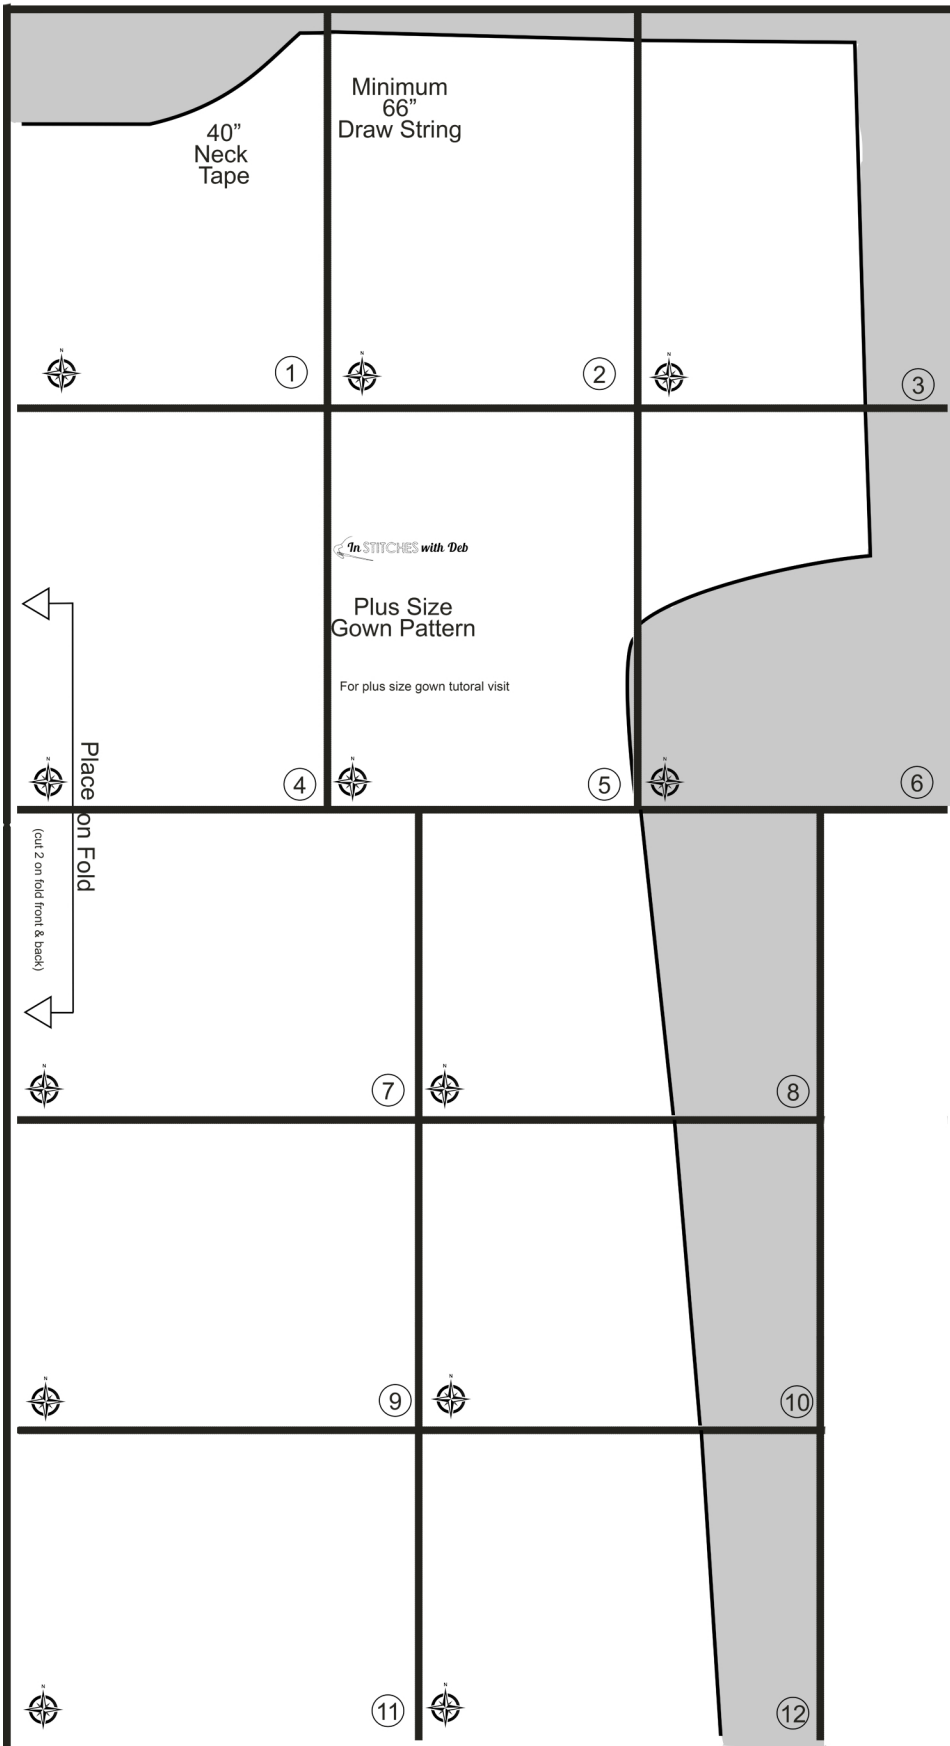 40”
Neck
Tape
Minimum
66”
Draw String
N
N
N
1
2
3
In STITCHES with Deb
Plus Size
Gown Pattern
For plus size gown tutoral visit
N
N
N
4
5
6
Place on Fold
(cut 2 on fold front & back)
N
N
7
8
N
N
9
10
N
N
11
12